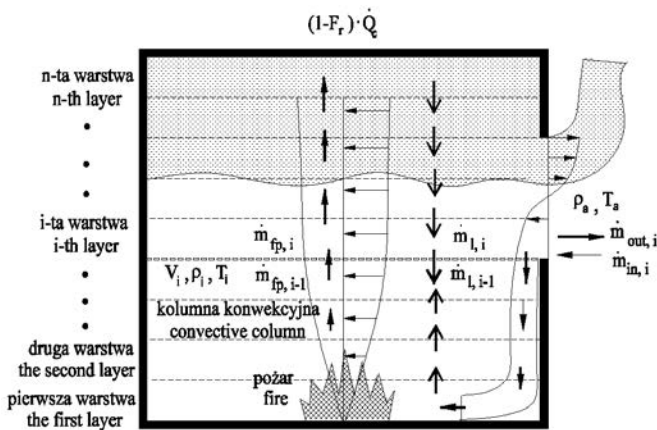 (1-F_r)·Q̇_c
n-ta warstwa
n-th layer
i-ta warstwa
i-th layer
ρ_a , T_a
ṁ_fp, i
ṁ_l, i
ṁ_out, i
ṁ_in, i
V_i , ρ_i , T_i
ṁ_fp, i-1
ṁ_l, i-1
kolumna konwekcyjna
convective column
druga warstwa
the second layer
pożar
fire
pierwsza warstwa
the first layer